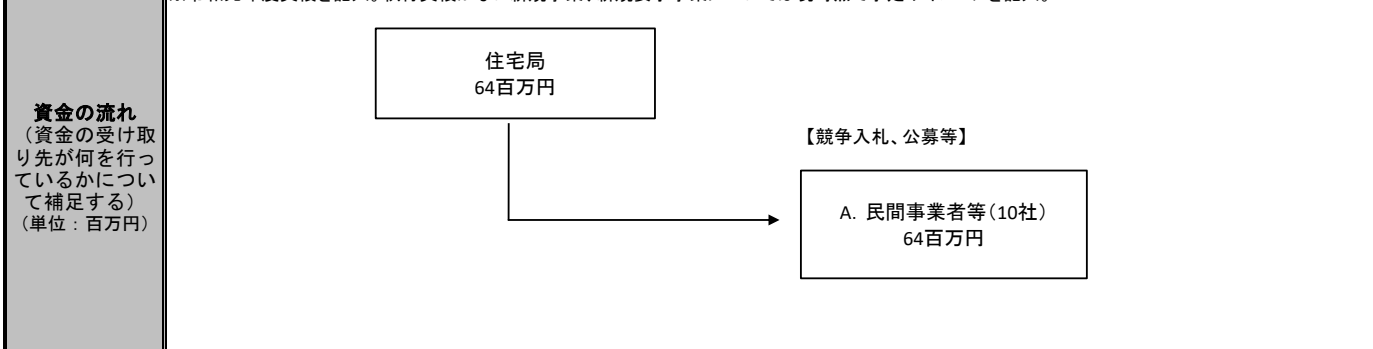 資金の流れ
（資金の受け取
り先が何を行っ
ているかについ
て補足する）
（単位：百万円）
住宅局
64百万円
【競争入札、公募等】
A. 民間事業者等（10社）
64百万円